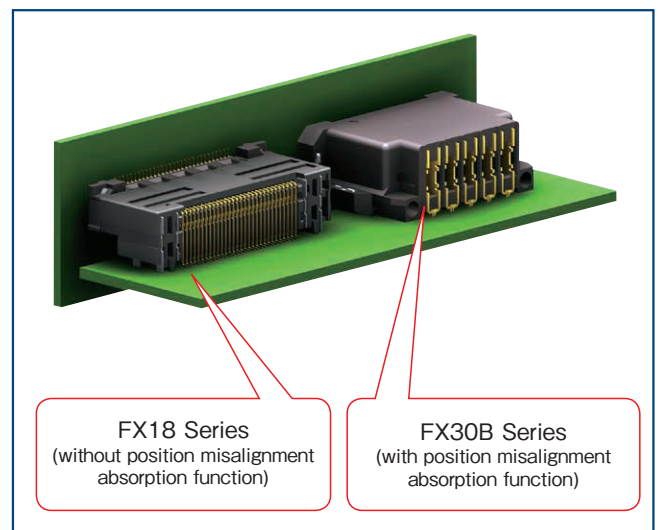 FX18 Series
(without position misalignment
absorption function)
FX30B Series
(with position misalignment
absorption function)